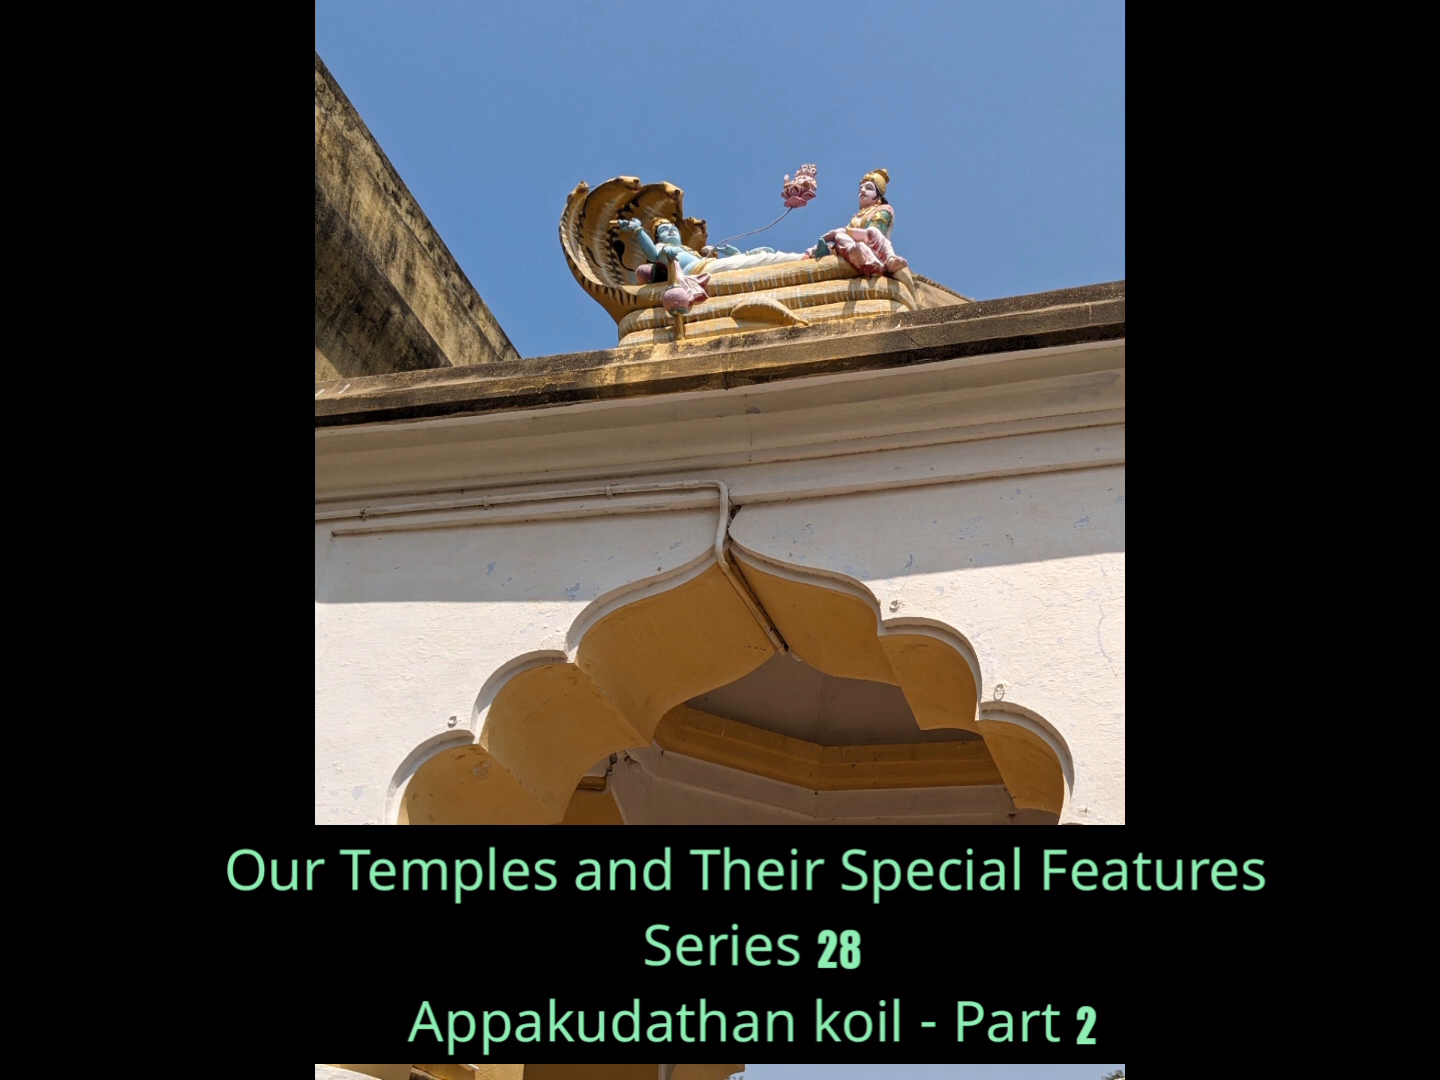 Our Temples and Their Special Features
Series 28
Appakudathan koil - Part 2